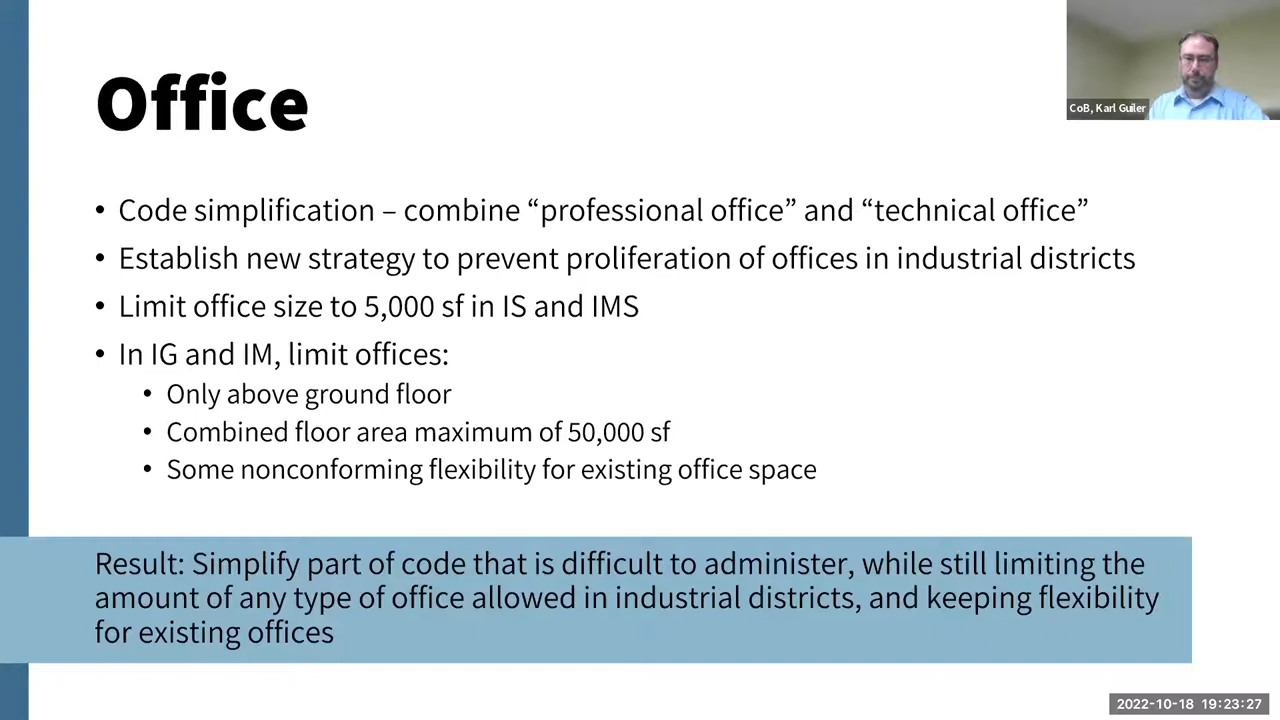 Office
CoB, Karl Guiler
• Code simplification – combine “professional office” and “technical office”
• Establish new strategy to prevent proliferation of offices in industrial districts
• Limit office size to 5,000 sf in IS and IMS
• In IG and IM, limit offices:
• Only above ground floor
• Combined floor area maximum of 50,000 sf
• Some nonconforming flexibility for existing office space
Result: Simplify part of code that is difficult to administer, while still limiting the
amount of any type of office allowed in industrial districts, and keeping flexibility
for existing offices
2022-10-18 19:23:27